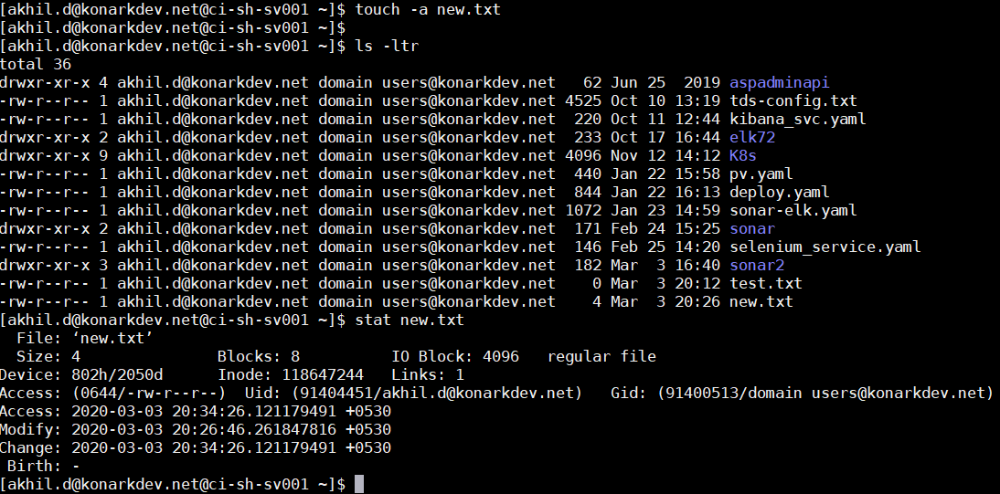 [akhil.d@konarkdev.net@ci-sh-sv001 ~]$ touch -a new.txt
[akhil.d@konarkdev.net@ci-sh-sv001 ~]$
[akhil.d@konarkdev.net@ci-sh-sv001 ~]$ ls -ltr
total 36
drwxr-xr-x 4 akhil.d@konarkdev.net domain users@konarkdev.net   62 Jun 25  2019 aspadminapi
-rw-r--r-- 1 akhil.d@konarkdev.net domain users@konarkdev.net 4525 Oct 10 13:19 tds-config.txt
-rw-r--r-- 1 akhil.d@konarkdev.net domain users@konarkdev.net  220 Oct 11 12:44 kibana_svc.yaml
drwxr-xr-x 2 akhil.d@konarkdev.net domain users@konarkdev.net  233 Oct 17 16:44 elk72
drwxr-xr-x 9 akhil.d@konarkdev.net domain users@konarkdev.net 4096 Nov 12 14:12 K8s
-rw-r--r-- 1 akhil.d@konarkdev.net domain users@konarkdev.net  440 Jan 22 15:58 pv.yaml
-rw-r--r-- 1 akhil.d@konarkdev.net domain users@konarkdev.net  844 Jan 22 16:13 deploy.yaml
-rw-r--r-- 1 akhil.d@konarkdev.net domain users@konarkdev.net 1072 Jan 23 14:59 sonar-elk.yaml
drwxr-xr-x 2 akhil.d@konarkdev.net domain users@konarkdev.net  171 Feb 24 15:25 sonar
-rw-r--r-- 1 akhil.d@konarkdev.net domain users@konarkdev.net  146 Feb 25 14:20 selenium_service.yaml
drwxr-xr-x 3 akhil.d@konarkdev.net domain users@konarkdev.net  182 Mar  3 16:40 sonar2
-rw-r--r-- 1 akhil.d@konarkdev.net domain users@konarkdev.net    0 Mar  3 20:12 test.txt
-rw-r--r-- 1 akhil.d@konarkdev.net domain users@konarkdev.net    4 Mar  3 20:26 new.txt
[akhil.d@konarkdev.net@ci-sh-sv001 ~]$ stat new.txt
  File: ‘new.txt’
  Size: 4               Blocks: 8          IO Block: 4096   regular file
Device: 802h/2050d      Inode: 118647244   Links: 1
Access: (0644/-rw-r--r--)  Uid: (91404451/akhil.d@konarkdev.net)   Gid: (91400513/domain users@konarkdev.net)
Access: 2020-03-03 20:34:26.121179491 +0530
Modify: 2020-03-03 20:26:46.261847816 +0530
Change: 2020-03-03 20:34:26.121179491 +0530
 Birth: -
[akhil.d@konarkdev.net@ci-sh-sv001 ~]$